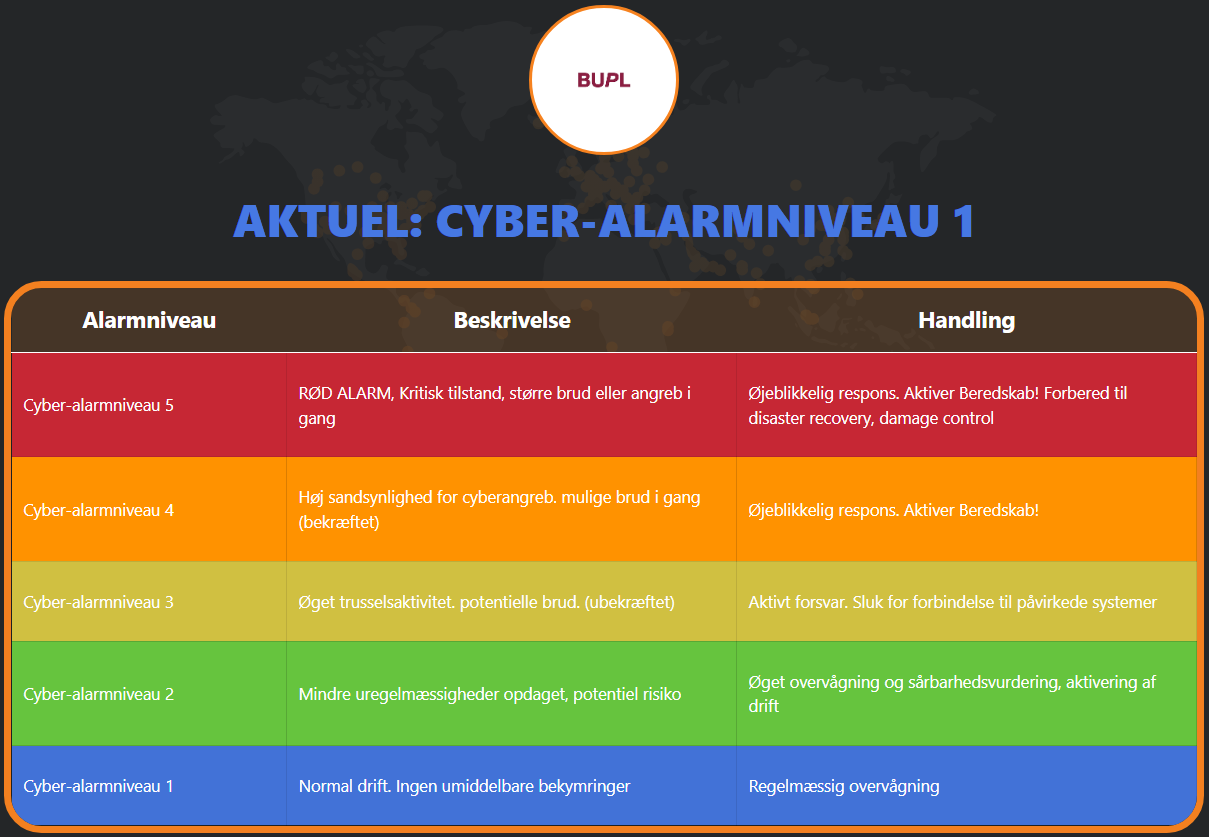 BUPL
AKTUEL: CYBER-ALARMNIVEAU 1
Alarmniveau Beskrivelse Handling
Cyber-alarmniveau 5
RØD ALARM, Kritisk tilstand, større brud eller angreb i
gang
Øjeblikkelig respons. Aktiver Beredskab! Forbered til
disaster recovery, damage control
Cyber-alarmniveau 4
Høj sandsynlighed for cyberangreb. mulige brud i gang
(bekræftet)
Øjeblikkelig respons. Aktiver Beredskab!
Cyber-alarmniveau 3
Øget trusselsaktivitet. potentielle brud. (ubekræftet)
Aktivt forsvar. Sluk for forbindelse til påvirkede systemer
Cyber-alarmniveau 2
Mindre uregelmæssigheder opdaget, potentiel risiko
Øget overvågning og sårbarhedsvurdering, aktivering af
drift
Cyber-alarmniveau 1
Normal drift. Ingen umiddelbare bekymringer
Regelmæssig overvågning